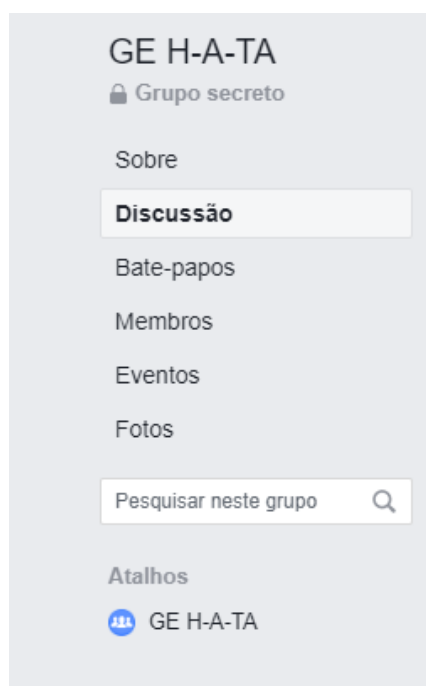 GE H-A-TA
Grupo secreto
Sobre
Discussão
Bate-papos
Membros
Eventos
Fotos
Pesquisar neste grupo
Atalhos
GE H-A-TA